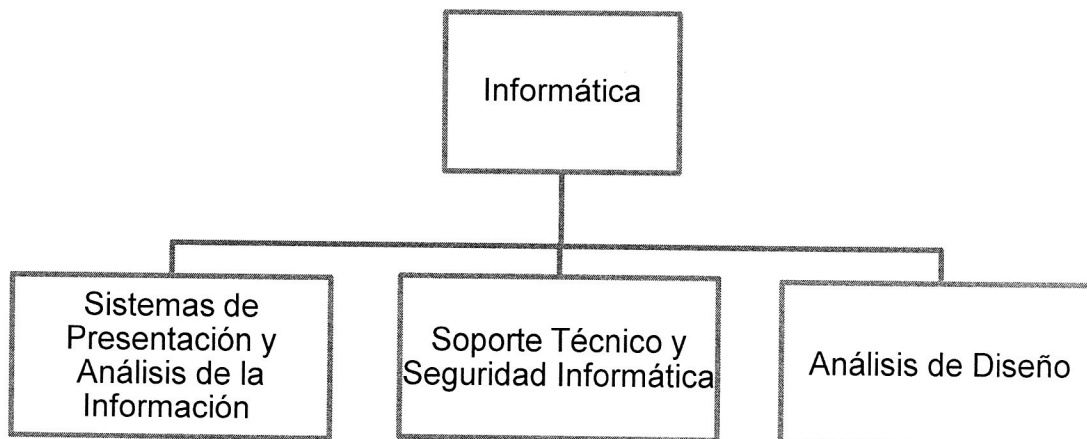 Informática
Sistemas de
Presentación y
Análisis de la
Información
Soporte Técnico y
Seguridad Informática
Análisis de Diseño